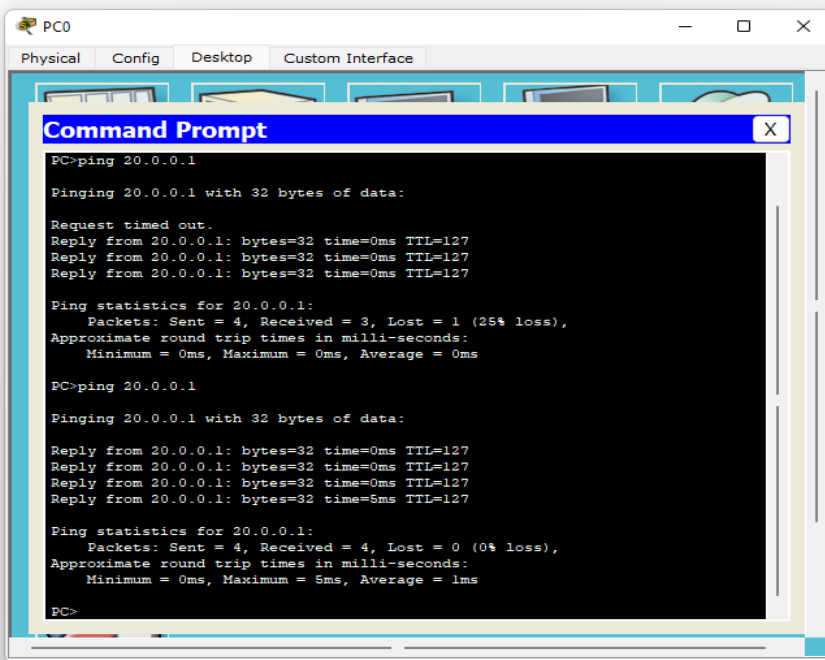 PC0
Physical Config Desktop Custom Interface
Command Prompt X
PC>ping 20.0.0.1
Pinging 20.0.0.1 with 32 bytes of data:
Request timed out.
Reply from 20.0.0.1: bytes=32 time=0ms TTL=127
Reply from 20.0.0.1: bytes=32 time=0ms TTL=127
Reply from 20.0.0.1: bytes=32 time=0ms TTL=127
Ping statistics for 20.0.0.1:
Packets: Sent = 4, Received = 3, Lost = 1 (25% loss),
Approximate round trip times in milli-seconds:
Minimum = 0ms, Maximum = 0ms, Average = 0ms
PC>ping 20.0.0.1
Pinging 20.0.0.1 with 32 bytes of data:
Reply from 20.0.0.1: bytes=32 time=0ms TTL=127
Reply from 20.0.0.1: bytes=32 time=0ms TTL=127
Reply from 20.0.0.1: bytes=32 time=0ms TTL=127
Reply from 20.0.0.1: bytes=32 time=5ms TTL=127
Ping statistics for 20.0.0.1:
Packets: Sent = 4, Received = 4, Lost = 0 (0% loss),
Approximate round trip times in milli-seconds:
Minimum = 0ms, Maximum = 5ms, Average = 1ms
PC>